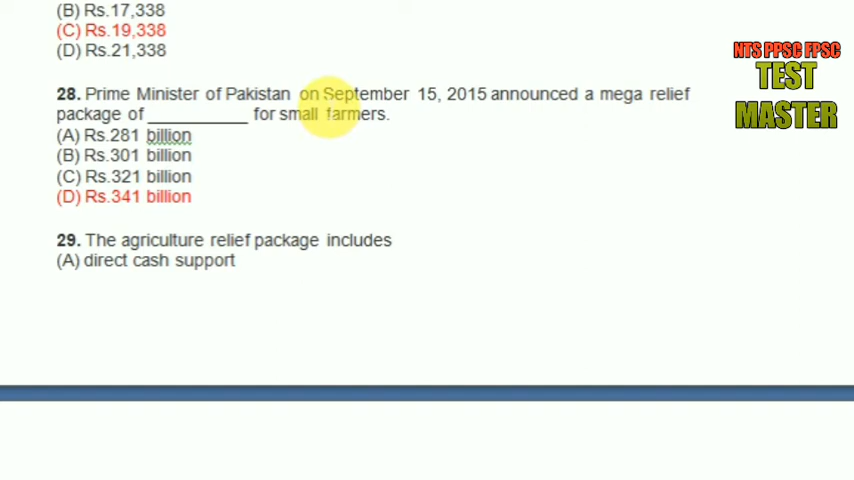 (B) Rs.17,338
(C) Rs.19,338
(D) Rs.21,338
NTS PPSC FPSC
TEST
MASTER
28. Prime Minister of Pakistan on September 15, 2015 announced a mega relief
package of ___________ for small farmers.
(A) Rs.281 billion
(B) Rs.301 billion
(C) Rs.321 billion
(D) Rs.341 billion
29. The agriculture relief package includes
(A) direct cash support